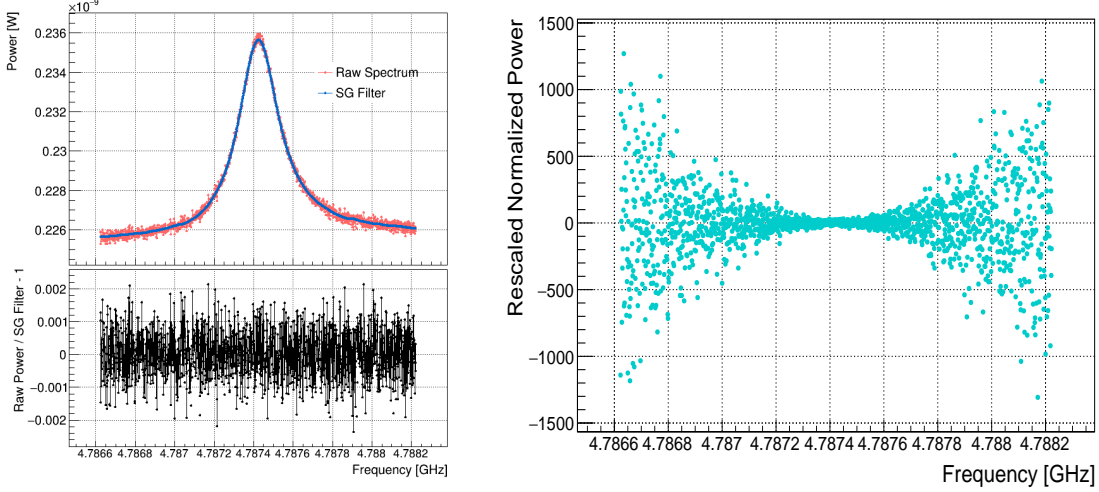 ×10⁻⁹
Power [W]
0.236
0.234
0.232
0.23
0.228
0.226
Raw Spectrum
SG Filter
Raw Power / SG Filter - 1
0.002
0.001
0
−0.001
−0.002
4.7866 4.7868 4.787 4.7872 4.7874 4.7876 4.7878 4.788 4.7882
Frequency [GHz]
Rescaled Normalized Power
1500
1000
500
0
−500
−1000
−1500
4.7866 4.7868 4.787 4.7872 4.7874 4.7876 4.7878 4.788 4.7882
Frequency [GHz]